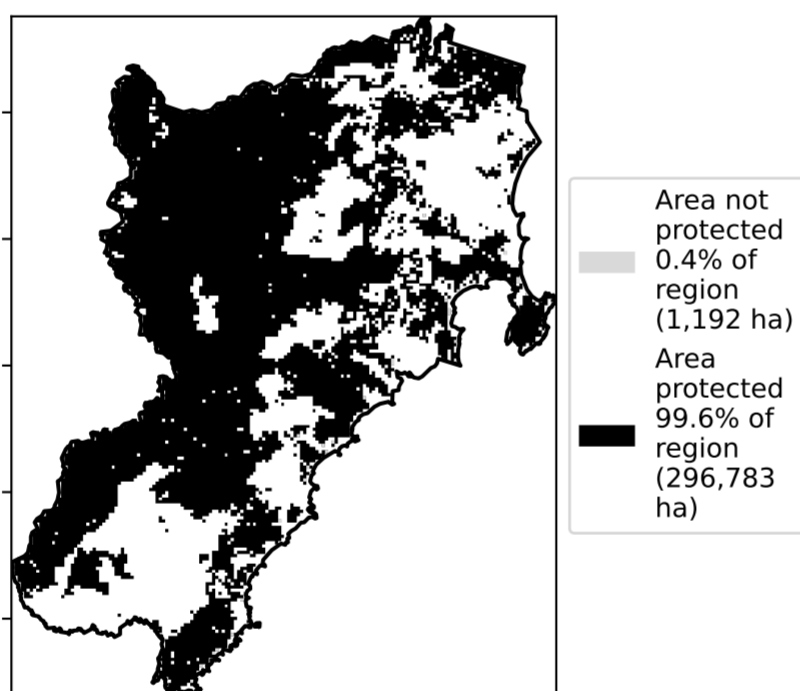 Area not
protected
0.4% of
region
(1,192 ha)
Area
protected
99.6% of
region
(296,783
ha)